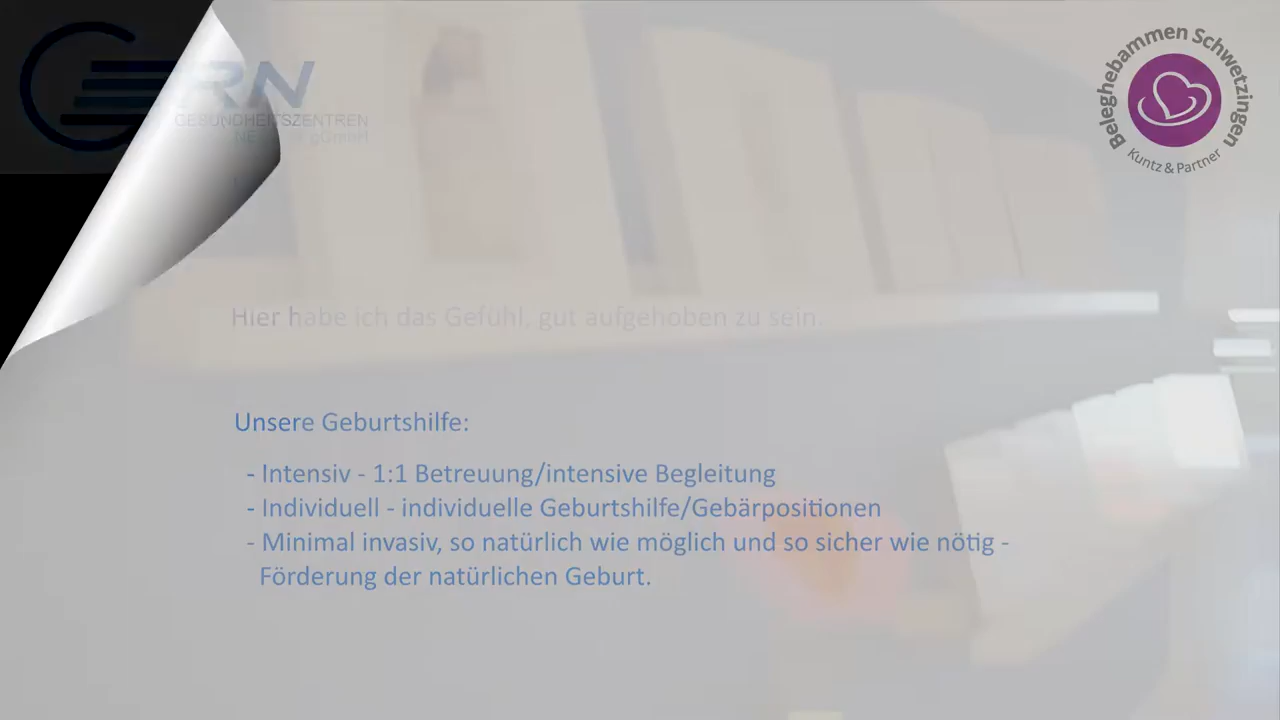 RN
GESUNDHEITSZENTREN
Beleghebammen Schwetzingen
Kuntz & Partner
Hier habe ich das Gefühl, gut aufgehoben zu sein.
Unsere Geburtshilfe:
- Intensiv - 1:1 Betreuung/intensive Begleitung
- Individuell - individuelle Geburtshilfe/Gebärpositionen
- Minimal invasiv, so natürlich wie möglich und so sicher wie nötig -
Förderung der natürlichen Geburt.